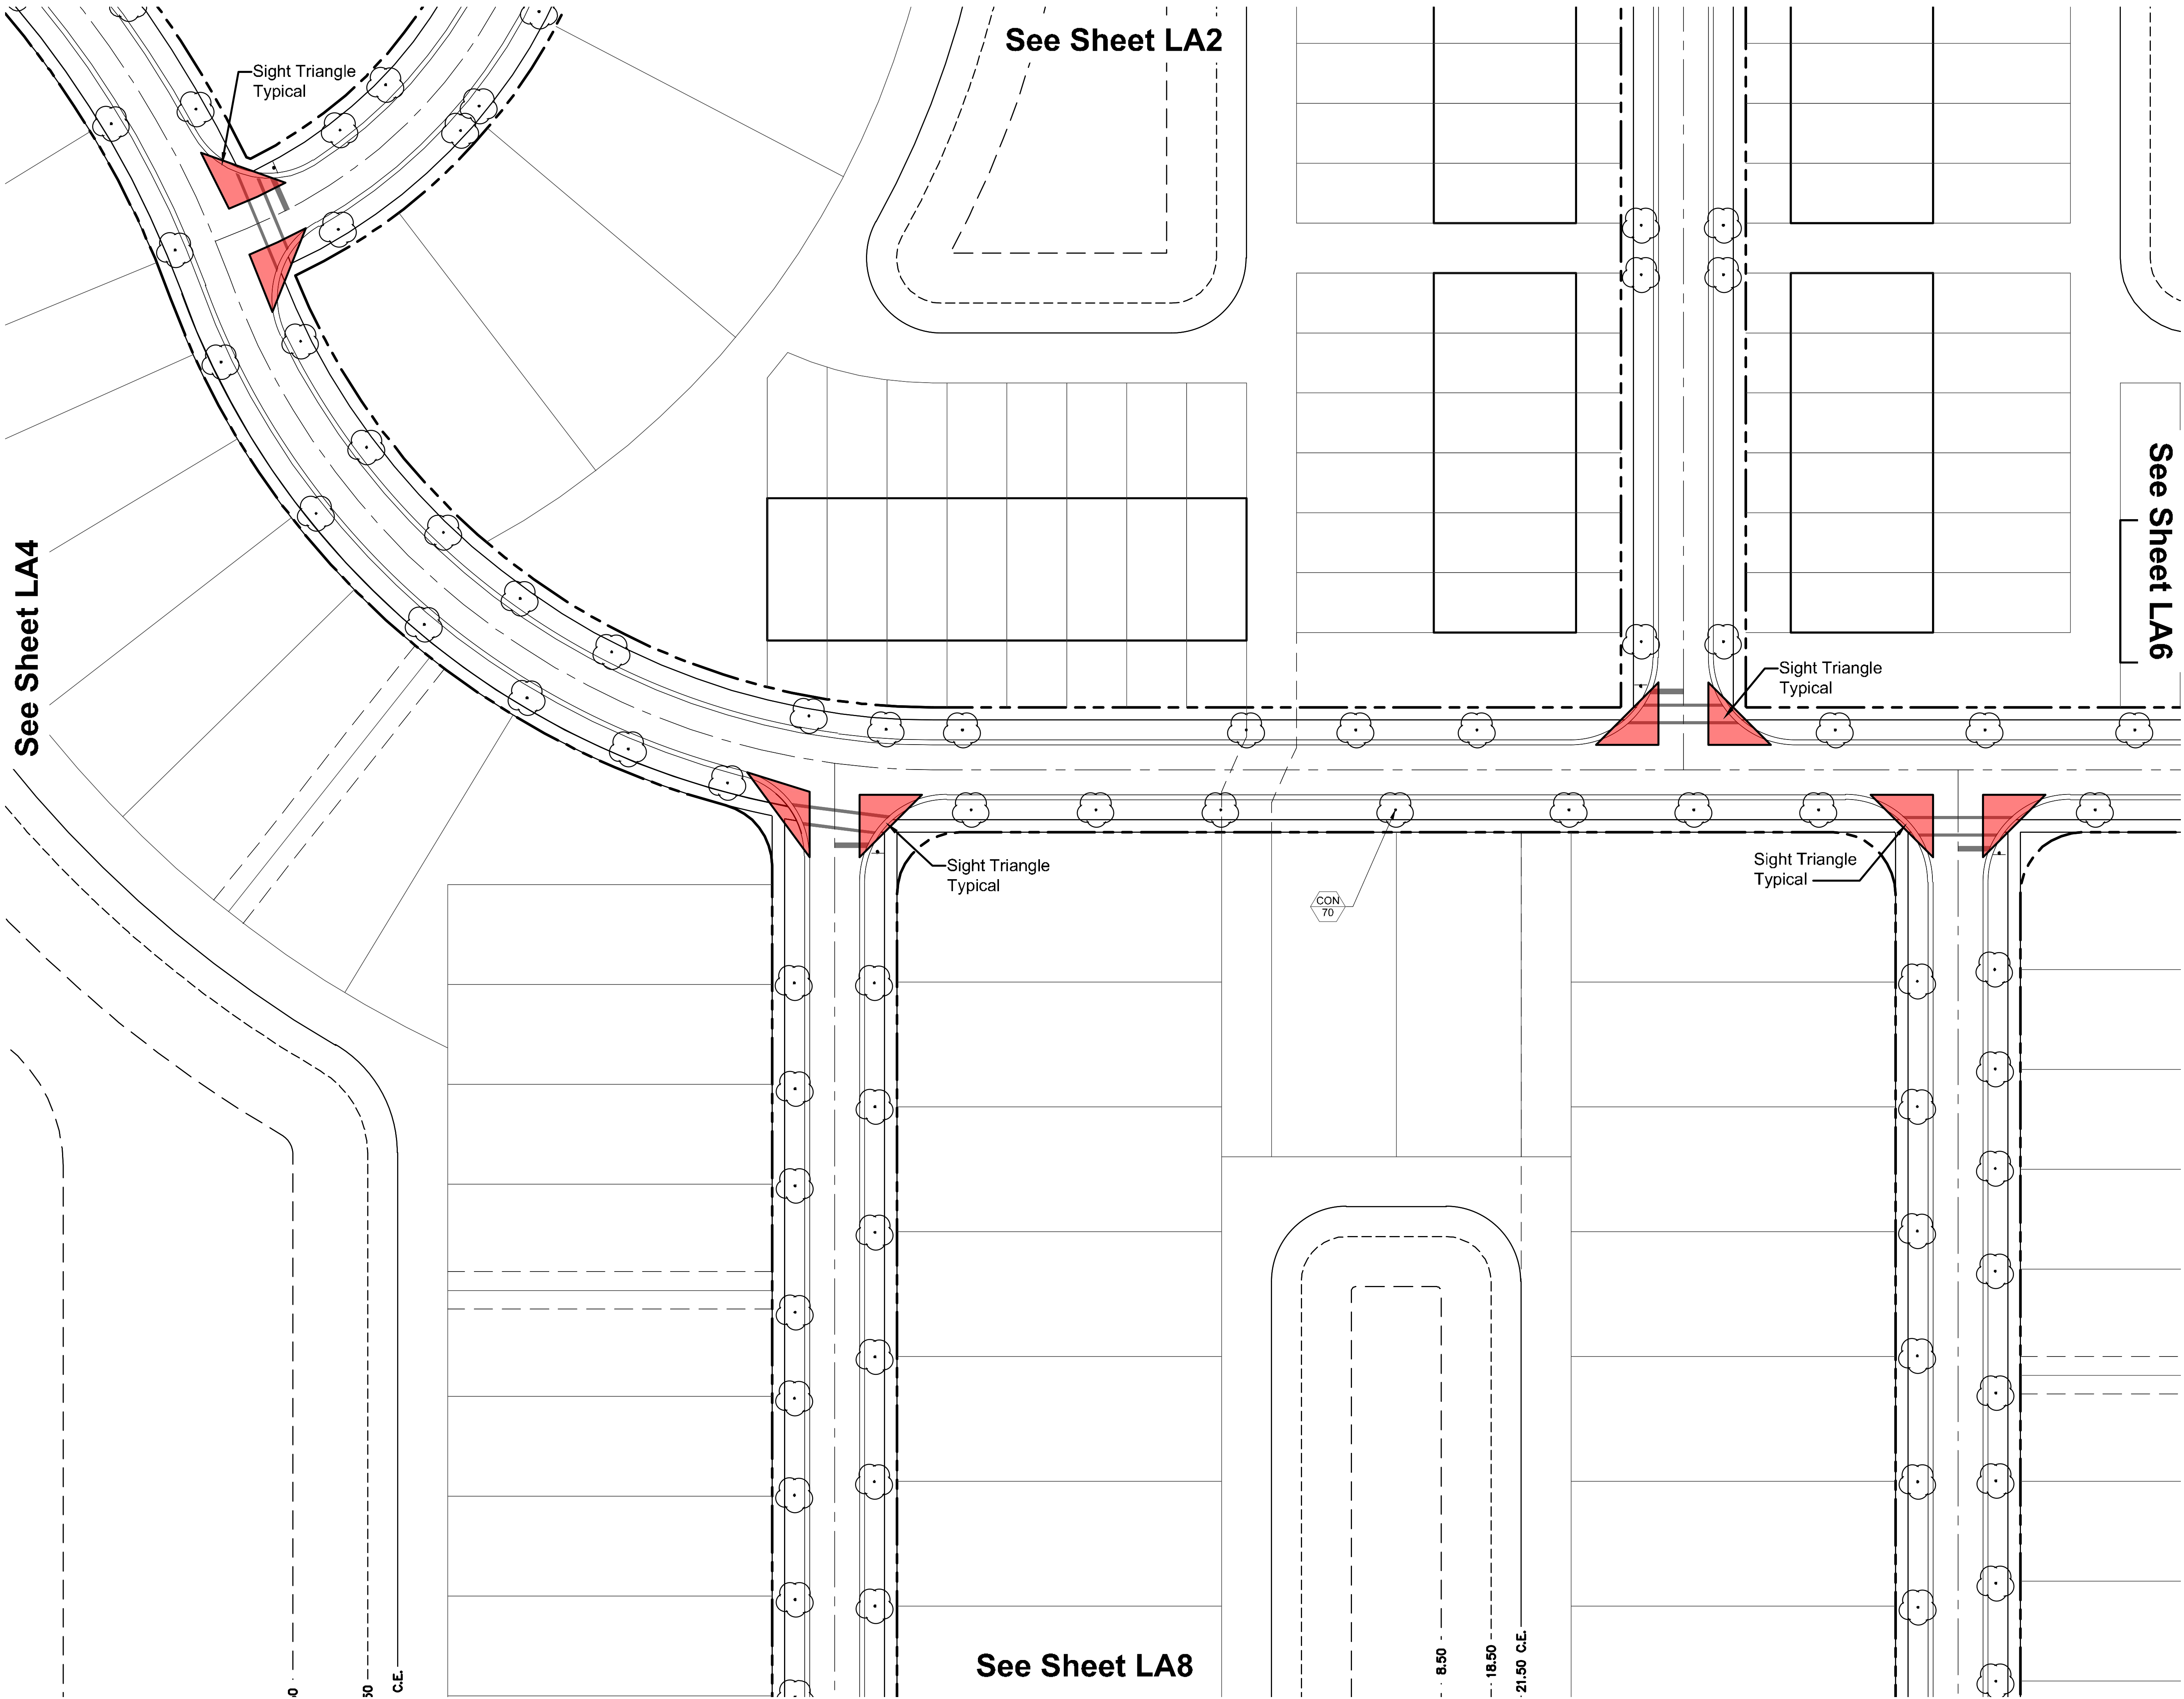 See Sheet LA2
Sight Triangle
Typical
See Sheet LA4
See Sheet LA6
Sight Triangle
Typical
Sight Triangle
Typical
Sight Triangle
Typical
CON
70
See Sheet LA8
C.E.
8.50
18.50
21.50 C.E.